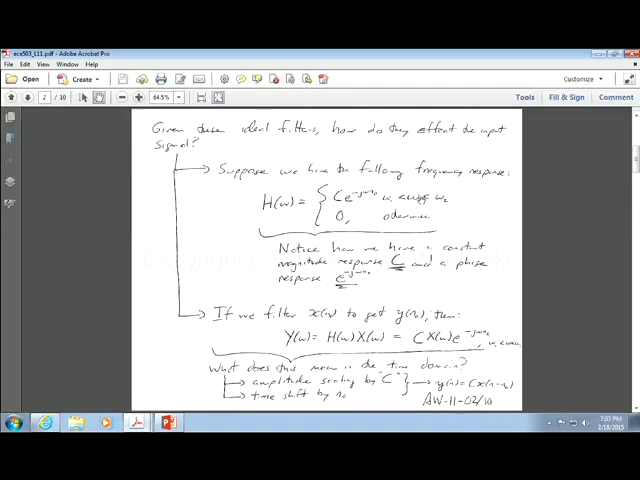 ece503_L11.pdf - Adobe Acrobat Pro
File Edit View Window Help
Open Create Customize
2 / 10 64.5% Tools Fill & Sign Comment
Given these ideal filters, how do they effect the input
signal?
Suppose we have the following frequency response:
H(ω) = { Ce^-jωn₀ ω₁<ω<ω₂
0, otherwise
Notice how we have a constant
magnitude response C and a phase
response e^-jωn₀
If we filter x(n) to get y(n), then:
Y(ω) = H(ω)X(ω) = C X(ω)e^-jωn₀, ω₁<ω<ω₂
What does this mean in the time domain?
amplitude scaling by "C" } → y(n) = Cx(n-n₀)
time shift by n₀
AW-11-02/10
7:51 PM
2/18/2015